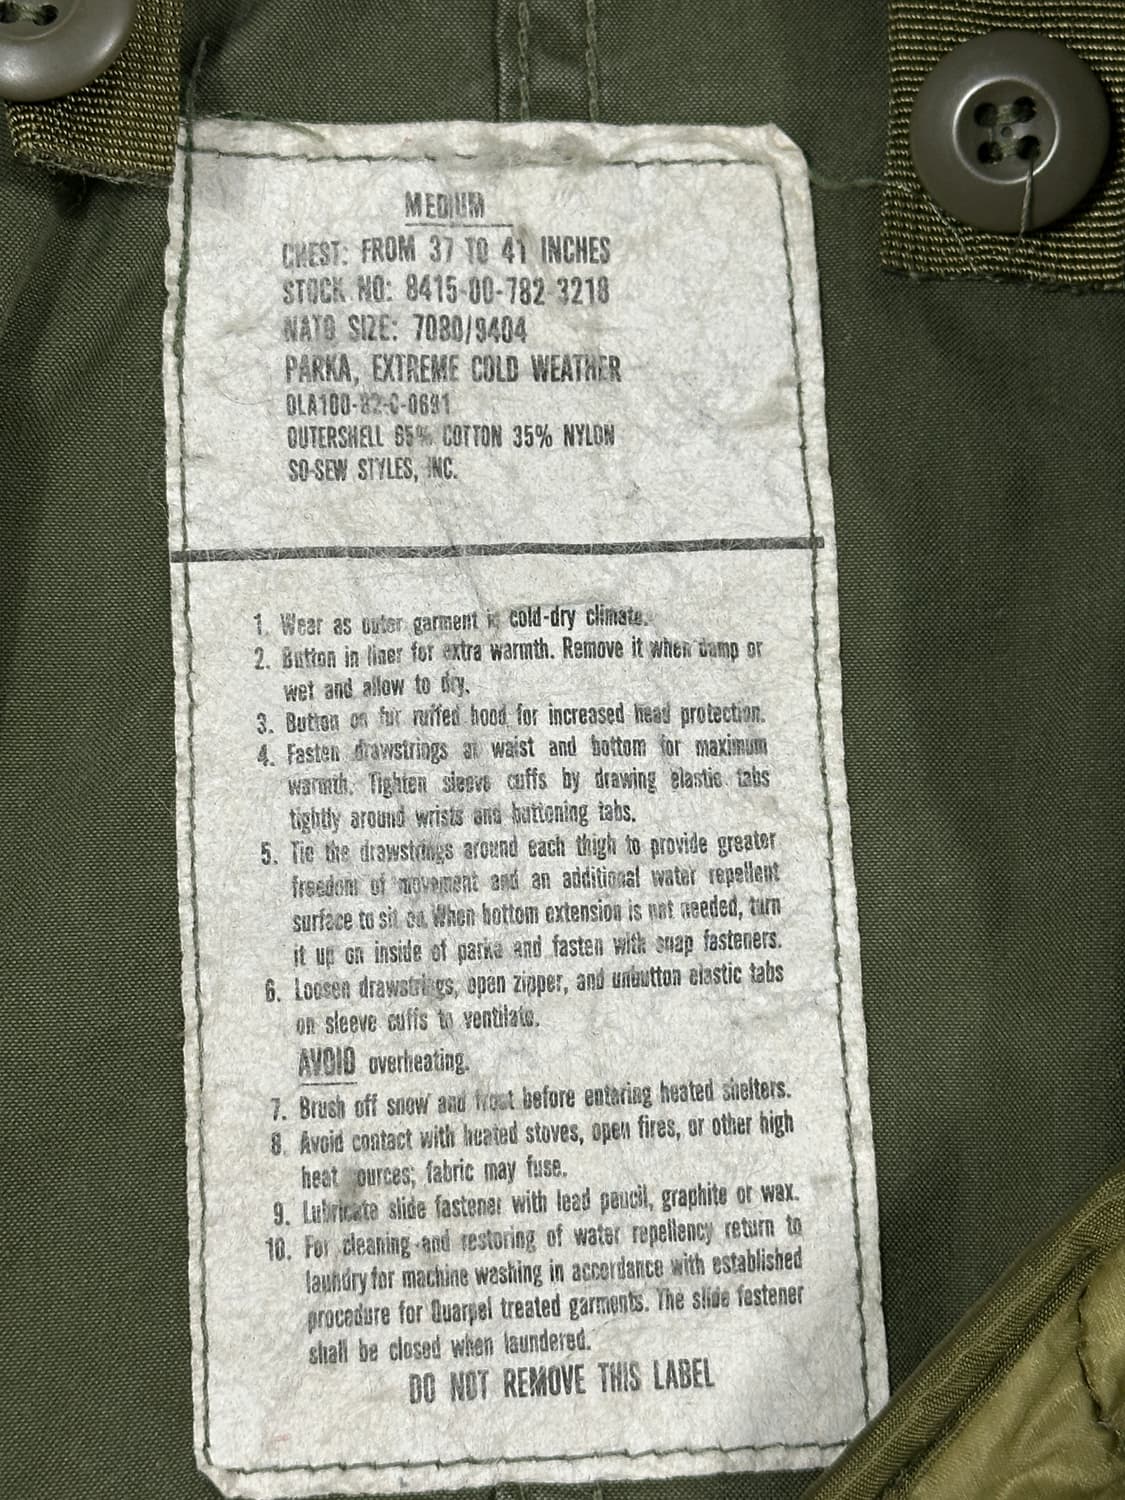 MEDIUM
CHEST: FROM 37 TO 41 INCHES
STOCK NO: 8415-00-782-3218
NATO SIZE: 7080/9404
PARKA, EXTREME COLD WEATHER
DLA100-82-C-0691
OUTERSHELL 65% COTTON 35% NYLON
SO-SEW STYLES, INC.
1. Wear as outer garment in cold-dry climate.
2. Button in liner for extra warmth. Remove it when damp or
wet and allow to dry.
3. Button on fur ruffed hood for increased head protection.
4. Fasten drawstrings at waist and bottom for maximum
warmth. Tighten sleeve cuffs by drawing elastic tabs
tightly around wrists and buttoning tabs.
5. Tie the drawstrings around each thigh to provide greater
freedom of movement and an additional water repellent
surface to sit on. When bottom extension is not needed, turn
it up on inside of parka and fasten with snap fasteners.
6. Loosen drawstrings, open zipper, and unbutton elastic tabs
on sleeve cuffs to ventilate.
AVOID overheating.
7. Brush off snow and frost before entering heated shelters.
8. Avoid contact with heated stoves, open fires, or other high
heat ources; fabric may fuse.
9. Lubricate slide fastener with lead pencil, graphite or wax.
10. For cleaning and restoring of water repellency return to
laundry for machine washing in accordance with established
procedure for Quarpel treated garments. The slide fastener
shall be closed when laundered.
DO NOT REMOVE THIS LABEL